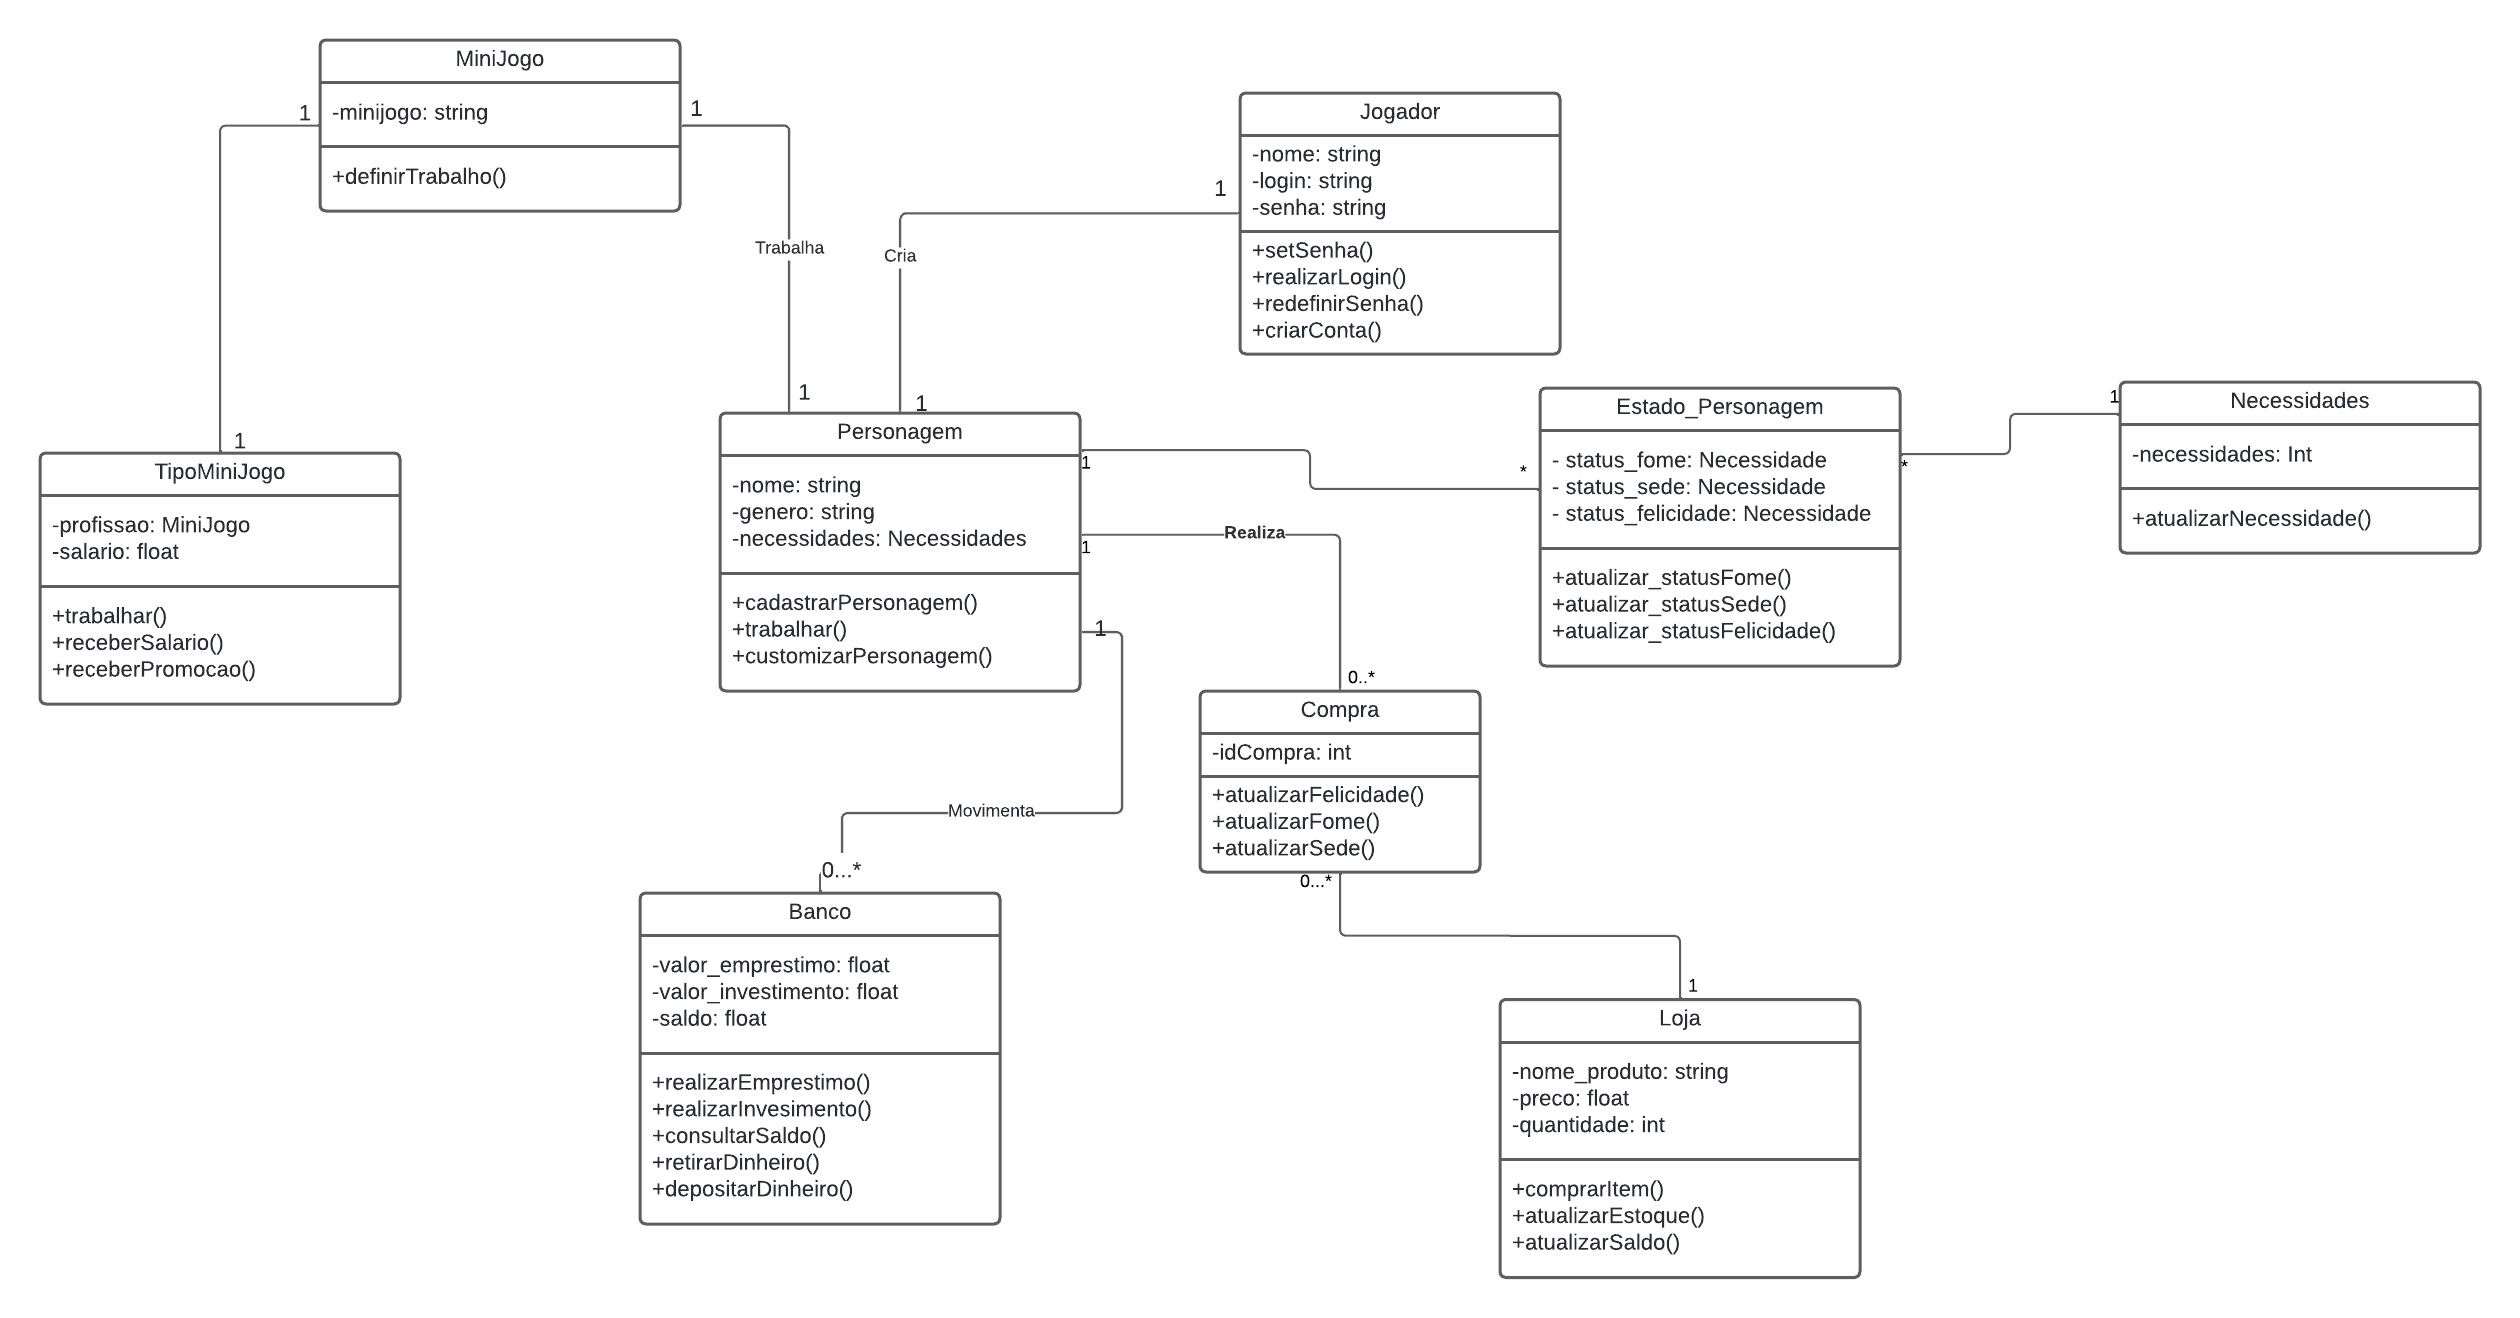 MiniJogo
-minijogo: string
+definirTrabalho()
1
1
Jogador
-nome: string
-login: string
-senha: string
+setSenha()
+realizarLogin()
+redefinirSenha()
+criarConta()
1
Trabalha
Cria
1
1
1
TipoMiniJogo
-profissao: MiniJogo
-salario: float
+trabalhar()
+receberSalario()
+receberPromocao()
Personagem
-nome: string
-genero: string
-necessidades: Necessidades
+cadastrarPersonagem()
+trabalhar()
+customizarPersonagem()
1
*
1
Realiza
1
0..*
Estado_Personagem
- status_fome: Necessidade
- status_sede: Necessidade
- status_felicidade: Necessidade
+atualizar_statusFome()
+atualizar_statusSede()
+atualizar_statusFelicidade()
*
1
Necessidades
-necessidades: Int
+atualizarNecessidade()
Compra
-idCompra: int
+atualizarFelicidade()
+atualizarFome()
+atualizarSede()
0...*
Movimenta
0...*
Banco
-valor_emprestimo: float
-valor_investimento: float
-saldo: float
+realizarEmprestimo()
+realizarInvesimento()
+consultarSaldo()
+retirarDinheiro()
+depositarDinheiro()
1
Loja
-nome_produto: string
-preco: float
-quantidade: int
+comprarItem()
+atualizarEstoque()
+atualizarSaldo()